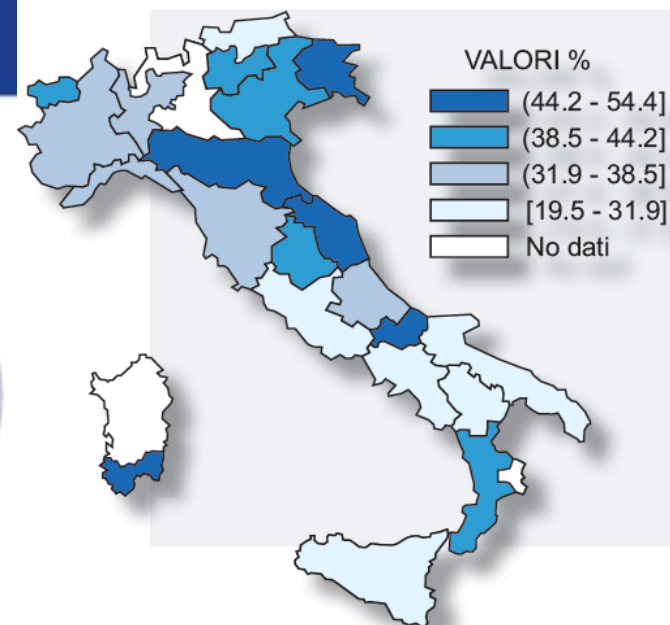 VALORI %
(44.2 - 54.4]
(38.5 - 44.2]
(31.9 - 38.5]
[19.5 - 31.9]
No dati